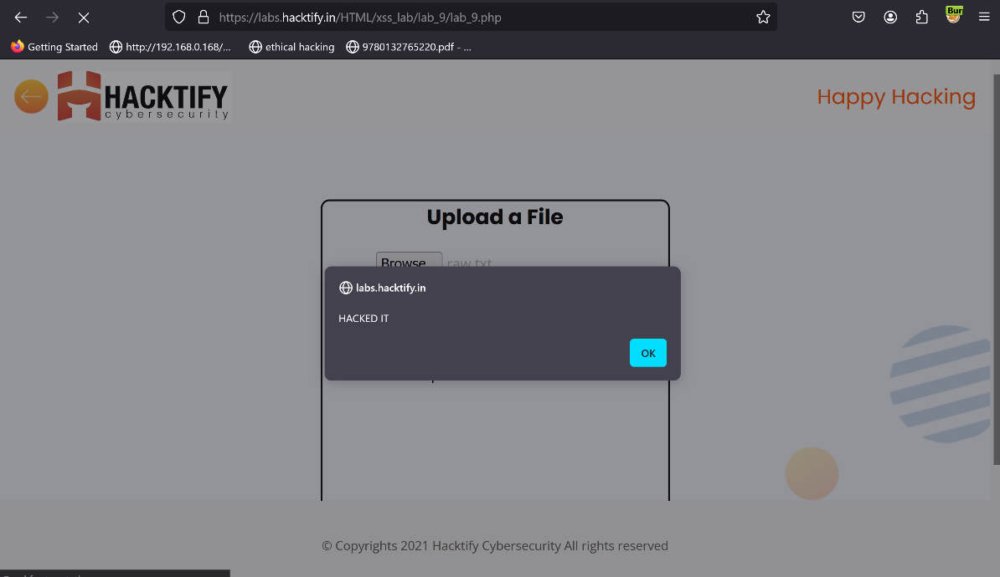 https://labs.hacktify.in/HTML/xss_lab/lab_9/lab_9.php
Bur
Getting Started http://192.168.0.168/... ethical hacking 9780132765220.pdf - ...
HACKTIFY
cybersecurity
Happy Hacking
Upload a File
Browse... raw.txt
labs.hacktify.in
HACKED IT
OK
© Copyrights 2021 Hacktify Cybersecurity All rights reserved